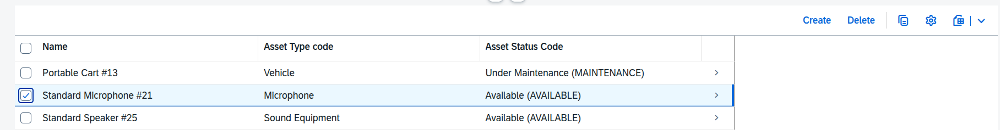 Create Delete
Name Asset Type code Asset Status Code
Portable Cart #13 Vehicle Under Maintenance (MAINTENANCE)
Standard Microphone #21 Microphone Available (AVAILABLE)
Standard Speaker #25 Sound Equipment Available (AVAILABLE)